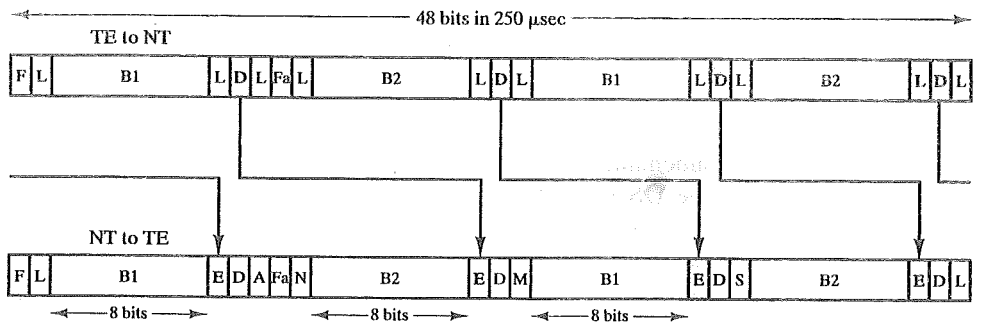 48 bits in 250 μsec
TE to NT
F L B1 L D L Fa L B2 L D L B1 L D L B2 L D L
NT to TE
F L B1 E D A Fa N B2 E D M B1 E D S B2 E D L
8 bits 8 bits 8 bits